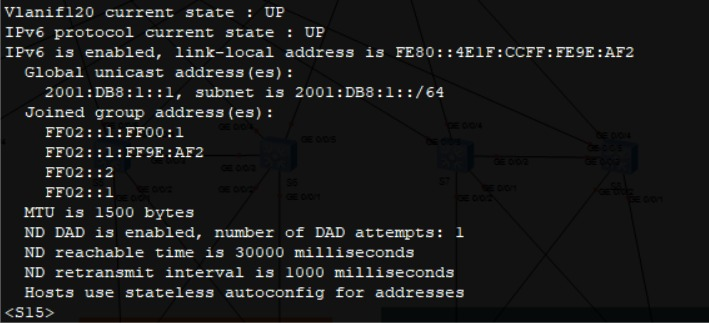 Vlanif120 current state : UP
IPv6 protocol current state : UP
IPv6 is enabled, link-local address is FE80::4E1F:CCFF:FE9E:AF2
Global unicast address(es):
2001:DB8:1::1, subnet is 2001:DB8:1::/64
Joined group address(es):
FF02::1:FF00:1
FF02::1:FF9E:AF2
FF02::2
FF02::1
MTU is 1500 bytes
ND DAD is enabled, number of DAD attempts: 1
ND reachable time is 30000 milliseconds
ND retransmit interval is 1000 milliseconds
Hosts use stateless autoconfig for addresses
<S15>